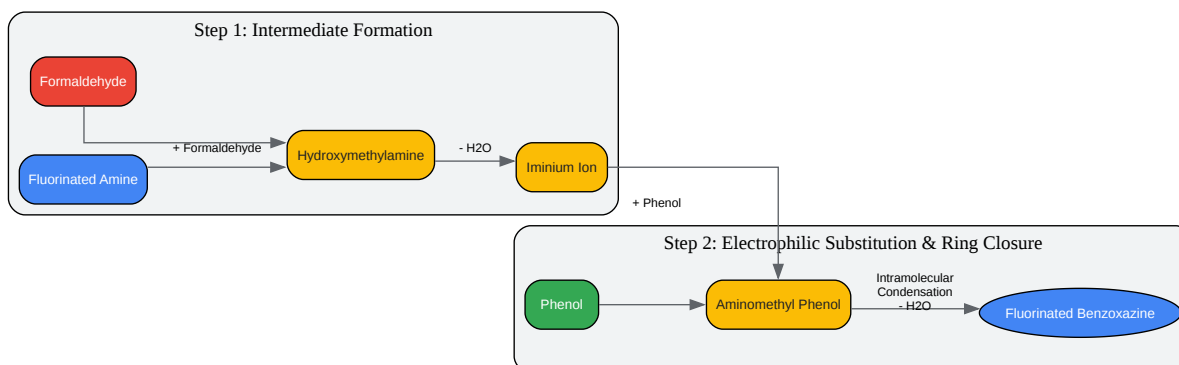 Step 1: Intermediate Formation
Formaldehyde
+ Formaldehyde
Fluorinated Amine
Hydroxymethylamine
- H2O
Iminium Ion
+ Phenol
Step 2: Electrophilic Substitution & Ring Closure
Phenol
Aminomethyl Phenol
Intramolecular
Condensation
- H2O
Fluorinated Benzoxazine